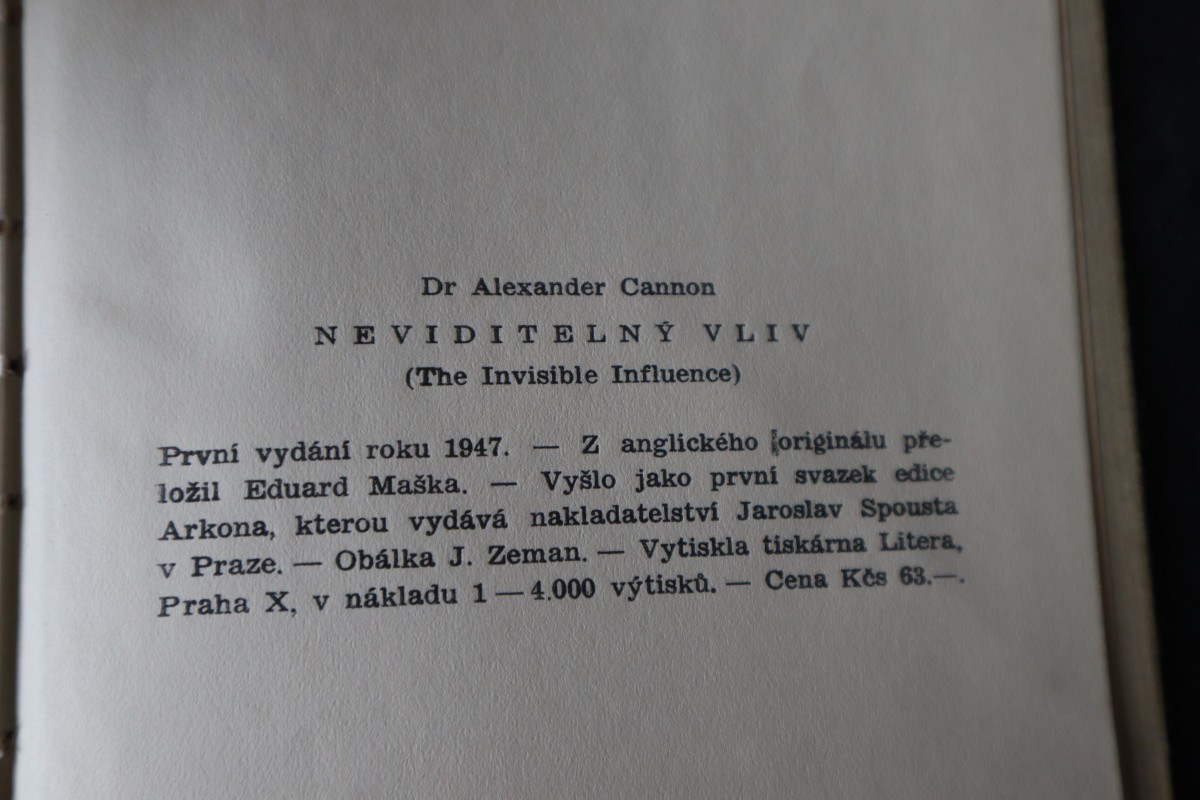 Dr Alexander Cannon
NEVIDITELNÝ VLIV
(The Invisible Influence)
První vydání roku 1947. — Z anglického originálu pře-
ložil Eduard Maška. — Vyšlo jako první svazek edice
Arkona, kterou vydává nakladatelství Jaroslav Spousta
v Praze. — Obálka J. Zeman. — Vytiskla tiskárna Litera,
Praha X, v nákladu 1 — 4.000 výtisků. — Cena Kčs 63.—.